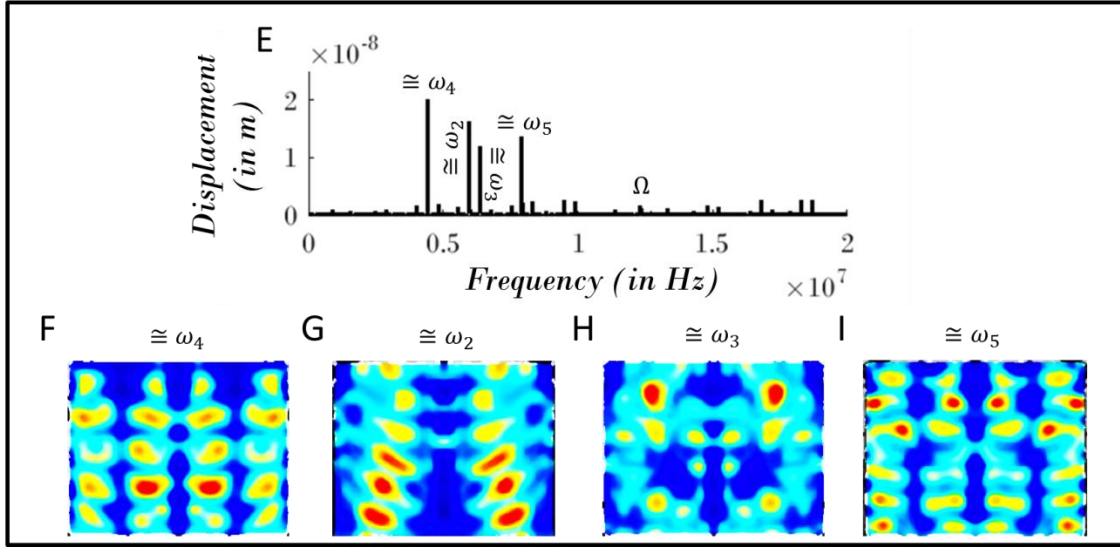 E
×10⁻⁸
Displacement
(in m)
2
1
0
≅ ω₄
≅ ω₂
≅ ω₃
≅ ω₅
Ω
0 0.5 1 1.5 2
Frequency (in Hz)
×10⁷
F ≅ ω₄
G ≅ ω₂
H ≅ ω₃
I ≅ ω₅